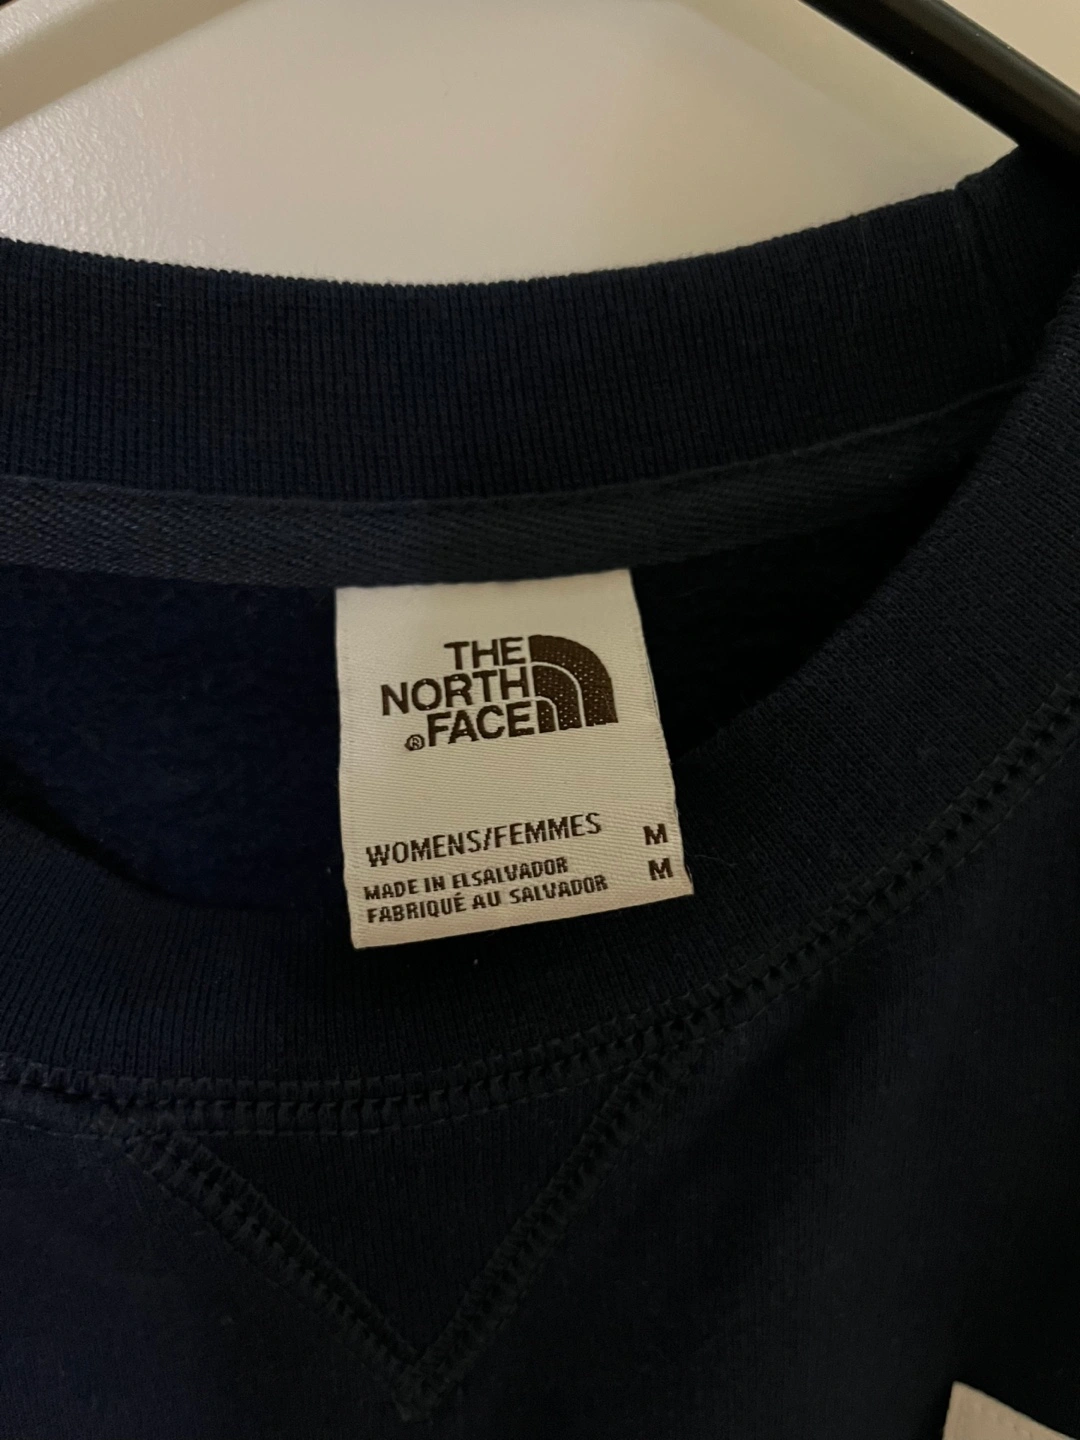 THE
NORTH
®FACE
WOMENS/FEMMES M
MADE IN ELSALVADOR M
FABRIQUÉ AU SALVADOR